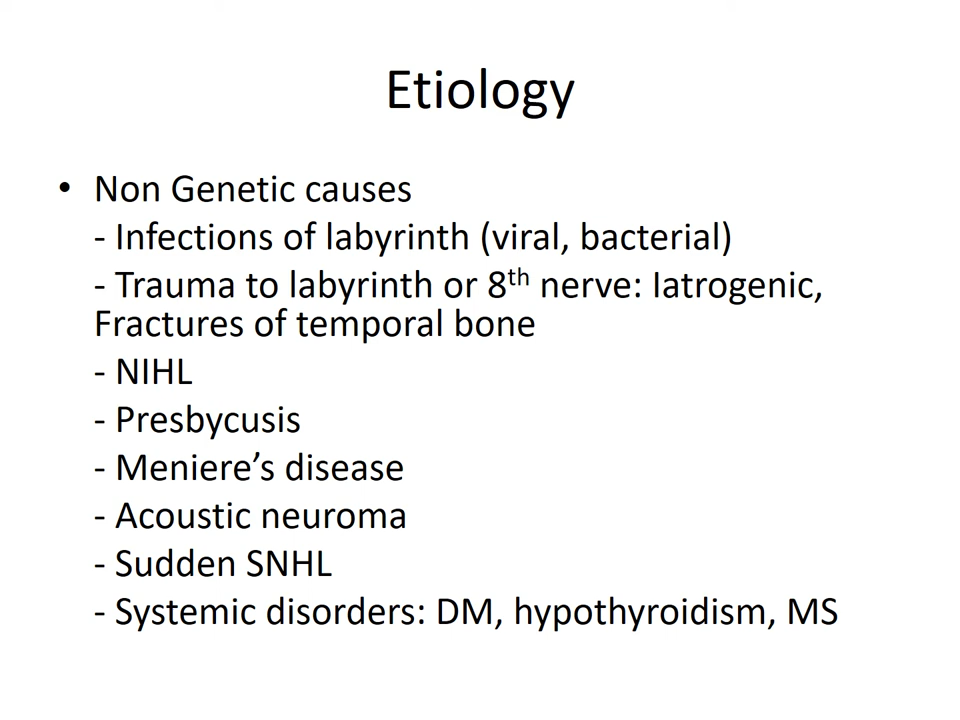 Etiology
• Non Genetic causes
- Infections of labyrinth (viral, bacterial)
- Trauma to labyrinth or 8th nerve: Iatrogenic,
Fractures of temporal bone
- NIHL
- Presbycusis
- Meniere’s disease
- Acoustic neuroma
- Sudden SNHL
- Systemic disorders: DM, hypothyroidism, MS